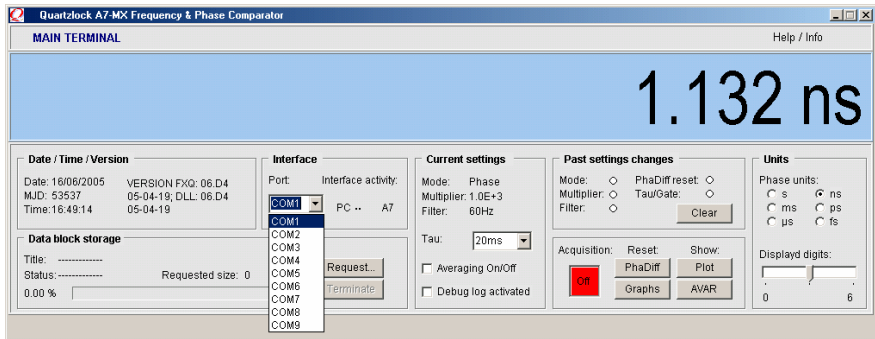 Quartzlock A7-MX Frequency & Phase Comparator
MAIN TERMINAL
Help / Info
1.132 ns
Date / Time / Version
Date: 16/06/2005
MJD: 53537
Time:16:49:14
VERSION FXQ: 06.D4
05-04-19; DLL: 06.D4
05-04-19
Data block storage
Title: -------------
Status:-------------
Requested size: 0
0.00 %
Request...
Terminate
Interface
Port:
Interface activity:
COM1
PC -- A7
COM1
COM2
COM3
COM4
COM5
COM6
COM7
COM8
COM9
Current settings
Mode: Phase
Multiplier: 1.0E+3
Filter: 60Hz
Tau: 20ms
Averaging On/Off
Debug log activated
Past settings changes
Mode:
PhaDiff reset:
Multiplier:
Tau/Gate:
Filter:
Clear
Acquisition:
Reset:
Show:
Off
PhaDiff
Plot
Graphs
AVAR
Units
Phase units:
s
ns
ms
ps
µs
fs
Displayd digits:
0
6